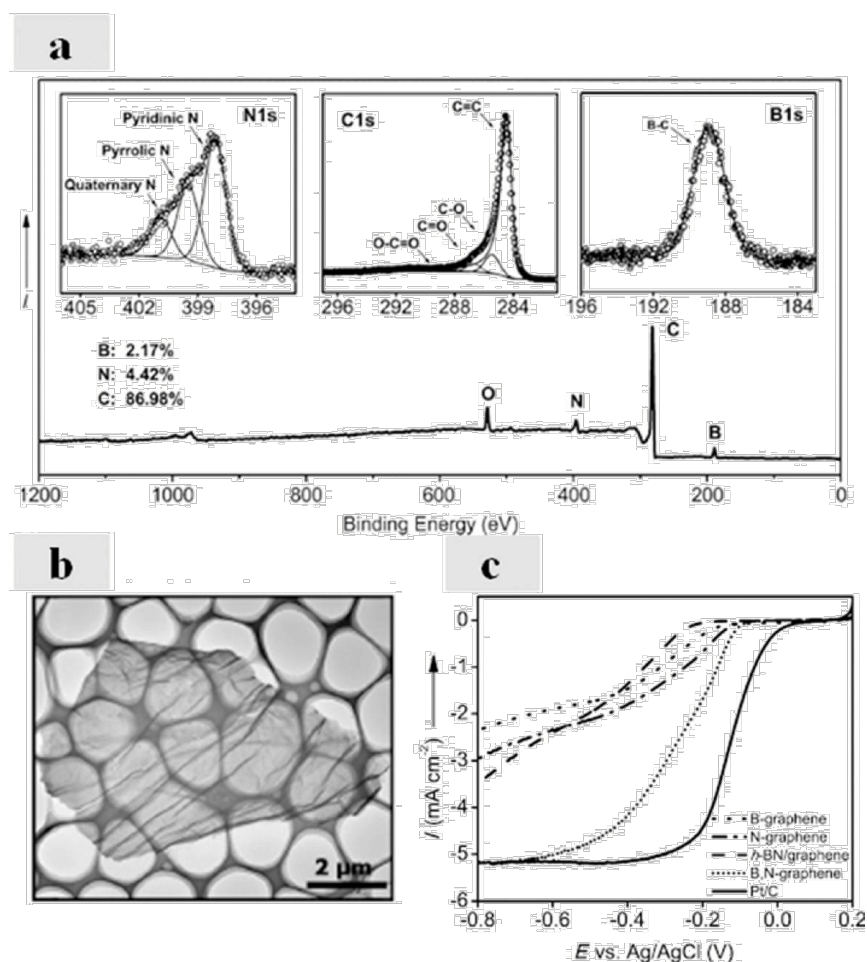 a
N1s
Pyridinic N
Pyrrolic N
Quaternary N
405 402 399 396
C1s
C=C
C-O
C=O
O-C=O
296 292 288 284
B1s
B-C
196 192 188 184
I
B: 2.17%
N: 4.42%
C: 86.98%
O
N
C
B
1200 1000 800 600 400 200 0
Binding Energy (eV)
b
2 µm
c
0
-1
-2
-3
-4
-5
-6
j (mA cm-2)
B-graphene
N-graphene
h-BN/graphene
B,N-graphene
Pt/C
-0.8 -0.6 -0.4 -0.2 0.0 0.2
E vs. Ag/AgCl (V)